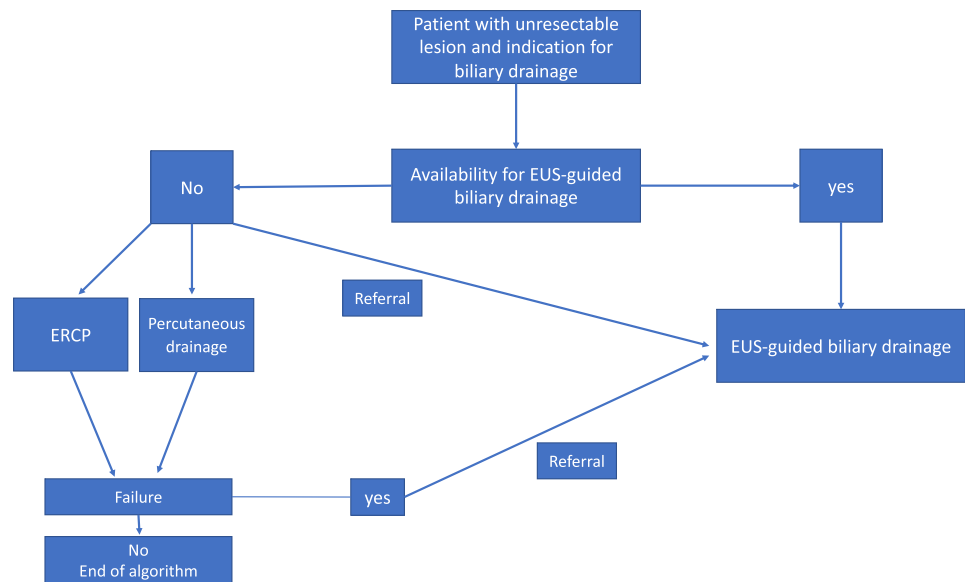 Patient with unresectable
lesion and indication for
biliary drainage
No
Availability for EUS-guided
biliary drainage
yes
Referral
ERCP
Percutaneous
drainage
EUS-guided biliary drainage
Referral
Failure
yes
No
End of algorithm